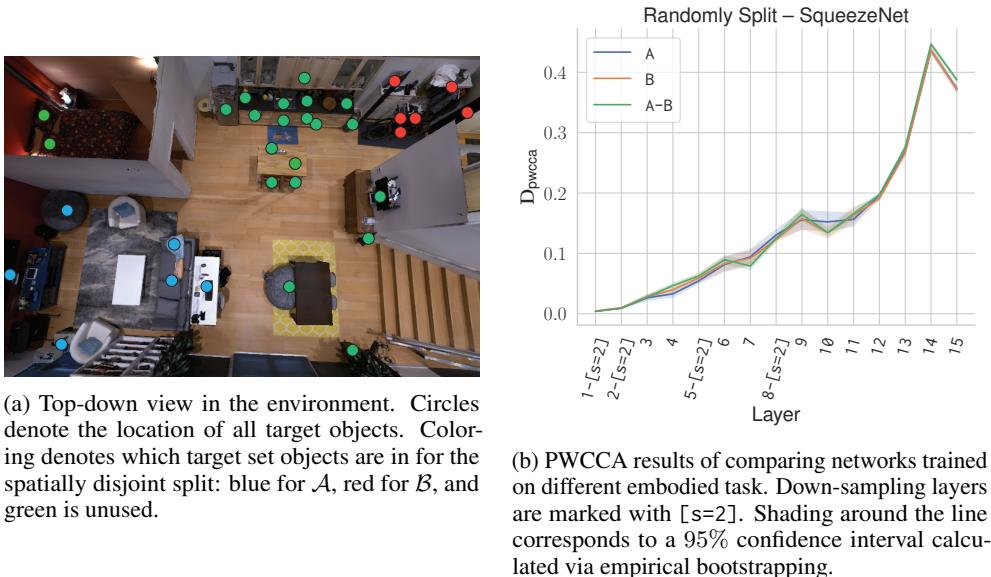 (a) Top-down view in the environment. Circles
denote the location of all target objects. Color-
ing denotes which target set objects are in for the
spatially disjoint split: blue for 𝒜, red for ℬ, and
green is unused.
Randomly Split – SqueezeNet
A
B
A-B
D_pwcca
0.4
0.3
0.2
0.1
0.0
1-[s=2]
2-[s=2]
3
4
5-[s=2]
6
7
8-[s=2]
9
10
11
12
13
14
15
Layer
(b) PWCCA results of comparing networks trained
on different embodied task. Down-sampling layers
are marked with [s=2]. Shading around the line
corresponds to a 95% confidence interval calcu-
lated via empirical bootstrapping.